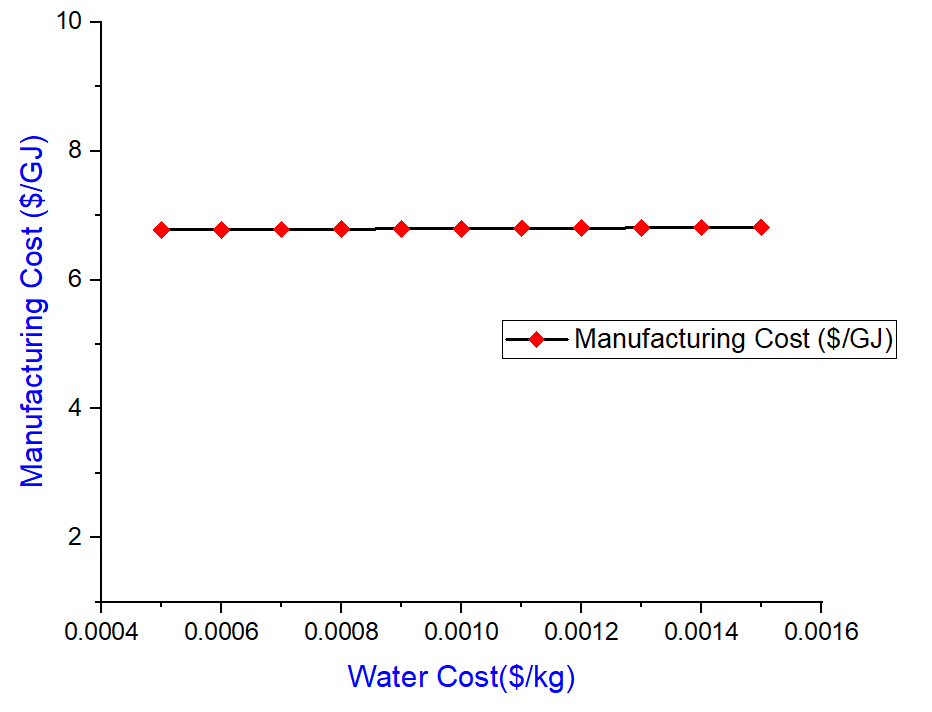 10
8
6
4
2
Manufacturing Cost ($/GJ)
Manufacturing Cost ($/GJ)
0.0004 0.0006 0.0008 0.0010 0.0012 0.0014 0.0016
Water Cost($/kg)